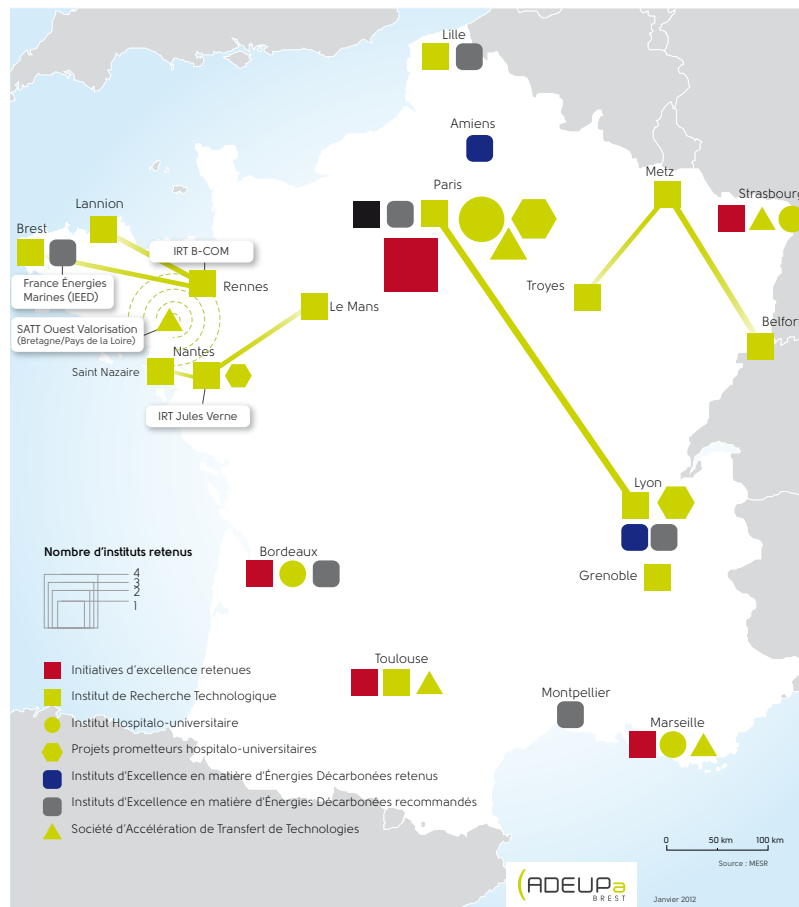 Lille
Amiens
Metz
Paris
Strasbourg
Lannion
Brest
IRT B-COM
France Énergies
Marines (IEED)
Rennes
Troyes
Le Mans
SATT Ouest Valorisation
(Bretagne/Pays de la Loire)
Belfort
Nantes
Saint Nazaire
IRT Jules Verne
Lyon
Nombre d'instituts retenus
4
3
2
1
Bordeaux
Grenoble
Toulouse
Montpellier
Marseille
Initiatives d'excellence retenues
Institut de Recherche Technologique
Institut Hospitalo-universitaire
Projets prometteurs hospitalo-universitaires
Instituts d'Excellence en matière d'Énergies Décarbonées retenus
Instituts d'Excellence en matière d'Énergies Décarbonées recommandés
Société d'Accélération de Transfert de Technologies
0 50 km 100 km
Source : MESR
ADEUPa
BREST
Janvier 2012